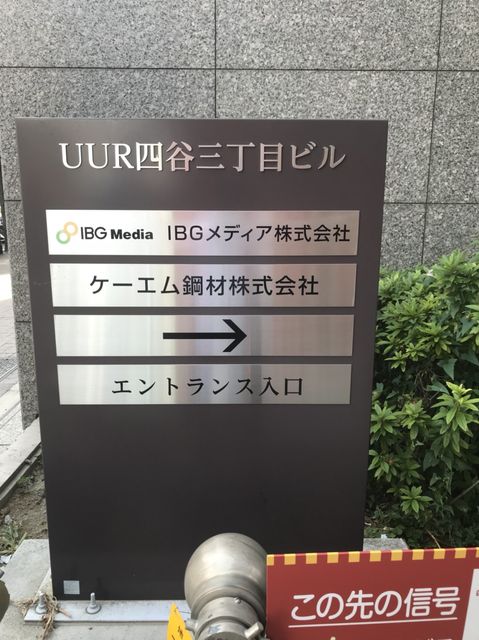 UUR四谷三丁目ビル
IBG Media IBGメディア株式会社
ケーエム鋼材株式会社
→
エントランス入口
この先の信号